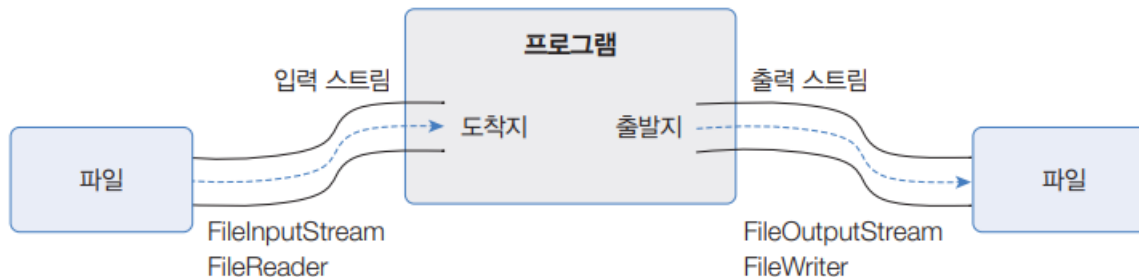 프로그램
입력 스트림
출력 스트림
도착지
출발지
파일
파일
FileInputStream
FileReader
FileOutputStream
FileWriter